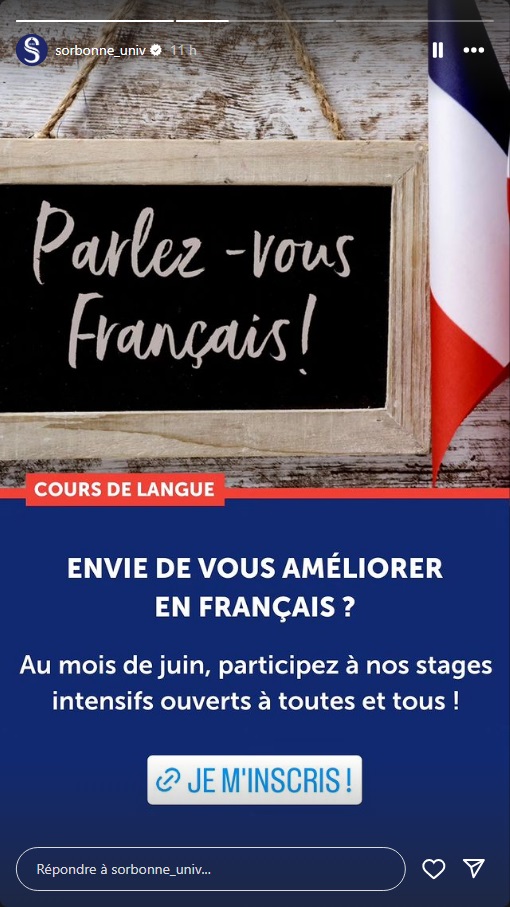 sorbonne_univ 11 h
Parlez-vous
Français!
COURS DE LANGUE
ENVIE DE VOUS AMÉLIORER
EN FRANÇAIS ?
Au mois de juin, participez à nos stages
intensifs ouverts à toutes et tous !
JE M'INSCRIS !
Répondre à sorbonne_univ...